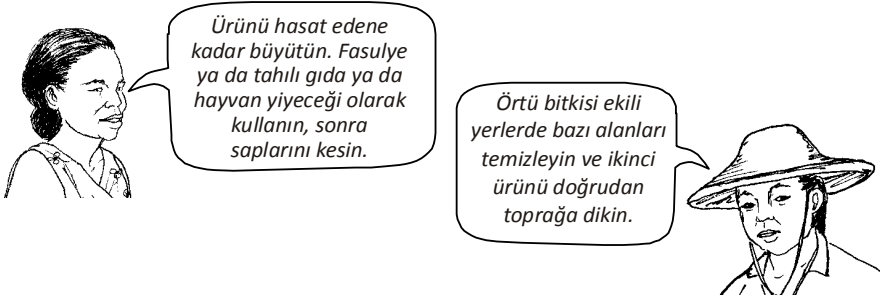 Ürünü hasat edene
kadar büyütün. Fasulye
ya da tahılı gıda ya da
hayvan yiyeceği olarak
kullanın, sonra
saplarını kesin.
Örtü bitkisi ekili
yerlerde bazı alanları
temizleyin ve ikinci
ürünü doğrudan
toprağa dikin.